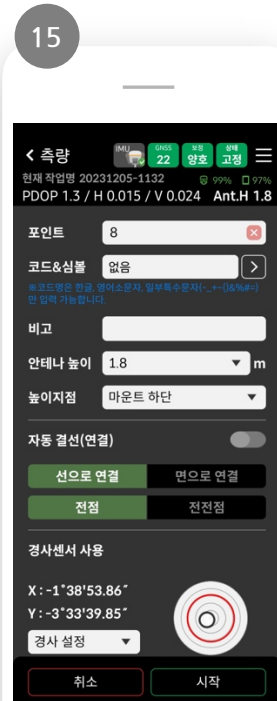 15
측량
IMU
GNSS
22
보정
양호
상태
고정
현재 작업명 20231205-1132
99%
97%
PDOP 1.3 / H 0.015 / V 0.024 Ant.H 1.8
포인트
8
코드&심볼
없음
※코드명은 한글, 영어소문자, 일부특수문자(-_+~()&%#=)
만 입력 가능합니다.
비고
안테나 높이
1.8
m
높이지점
마운트 하단
자동 결선(연결)
선으로 연결
면으로 연결
전점
전전점
경사센서 사용
X : -1°38'53.86"
Y : -3°33'39.85"
경사 설정
취소
시작